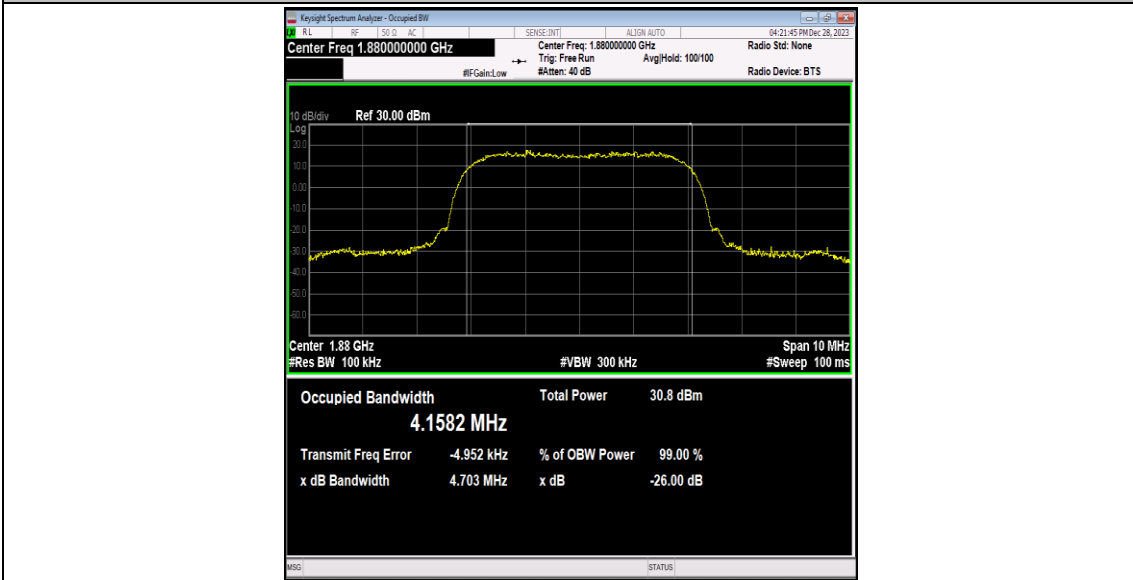 Keysight Spectrum Analyzer - Occupied BW
LXI RL RF 50 Ω AC SENSE:INT ALIGN AUTO 04:21:45 PM Dec 28, 2023
Center Freq 1.880000000 GHz Center Freq: 1.880000000 GHz Radio Std: None
Trig: Free Run Avg|Hold: 100/100
#IFGain:Low #Atten: 40 dB Radio Device: BTS
10 dB/div Ref 30.00 dBm
Log
20.0
10.0
0.00
-10.0
-20.0
-30.0
-40.0
-50.0
-60.0
Center 1.88 GHz Span 10 MHz
#Res BW 100 kHz #VBW 300 kHz #Sweep 100 ms
Occupied Bandwidth Total Power 30.8 dBm
4.1582 MHz
Transmit Freq Error -4.952 kHz % of OBW Power 99.00 %
x dB Bandwidth 4.703 MHz x dB -26.00 dB
MSG STATUS